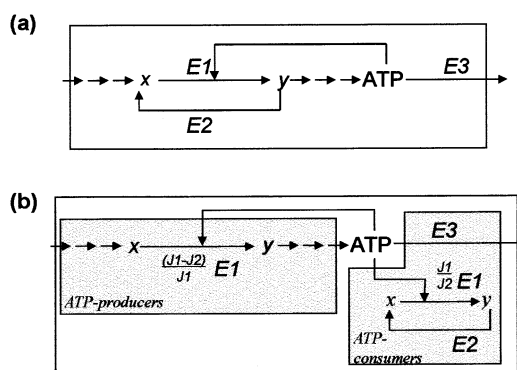 (a)
x E1 y ATP E3
E2
(b)
x (J1-J2)/J1 E1 y ATP E3
ATP-producers
x J1/J2 E1 y
E2
ATP-
consumers